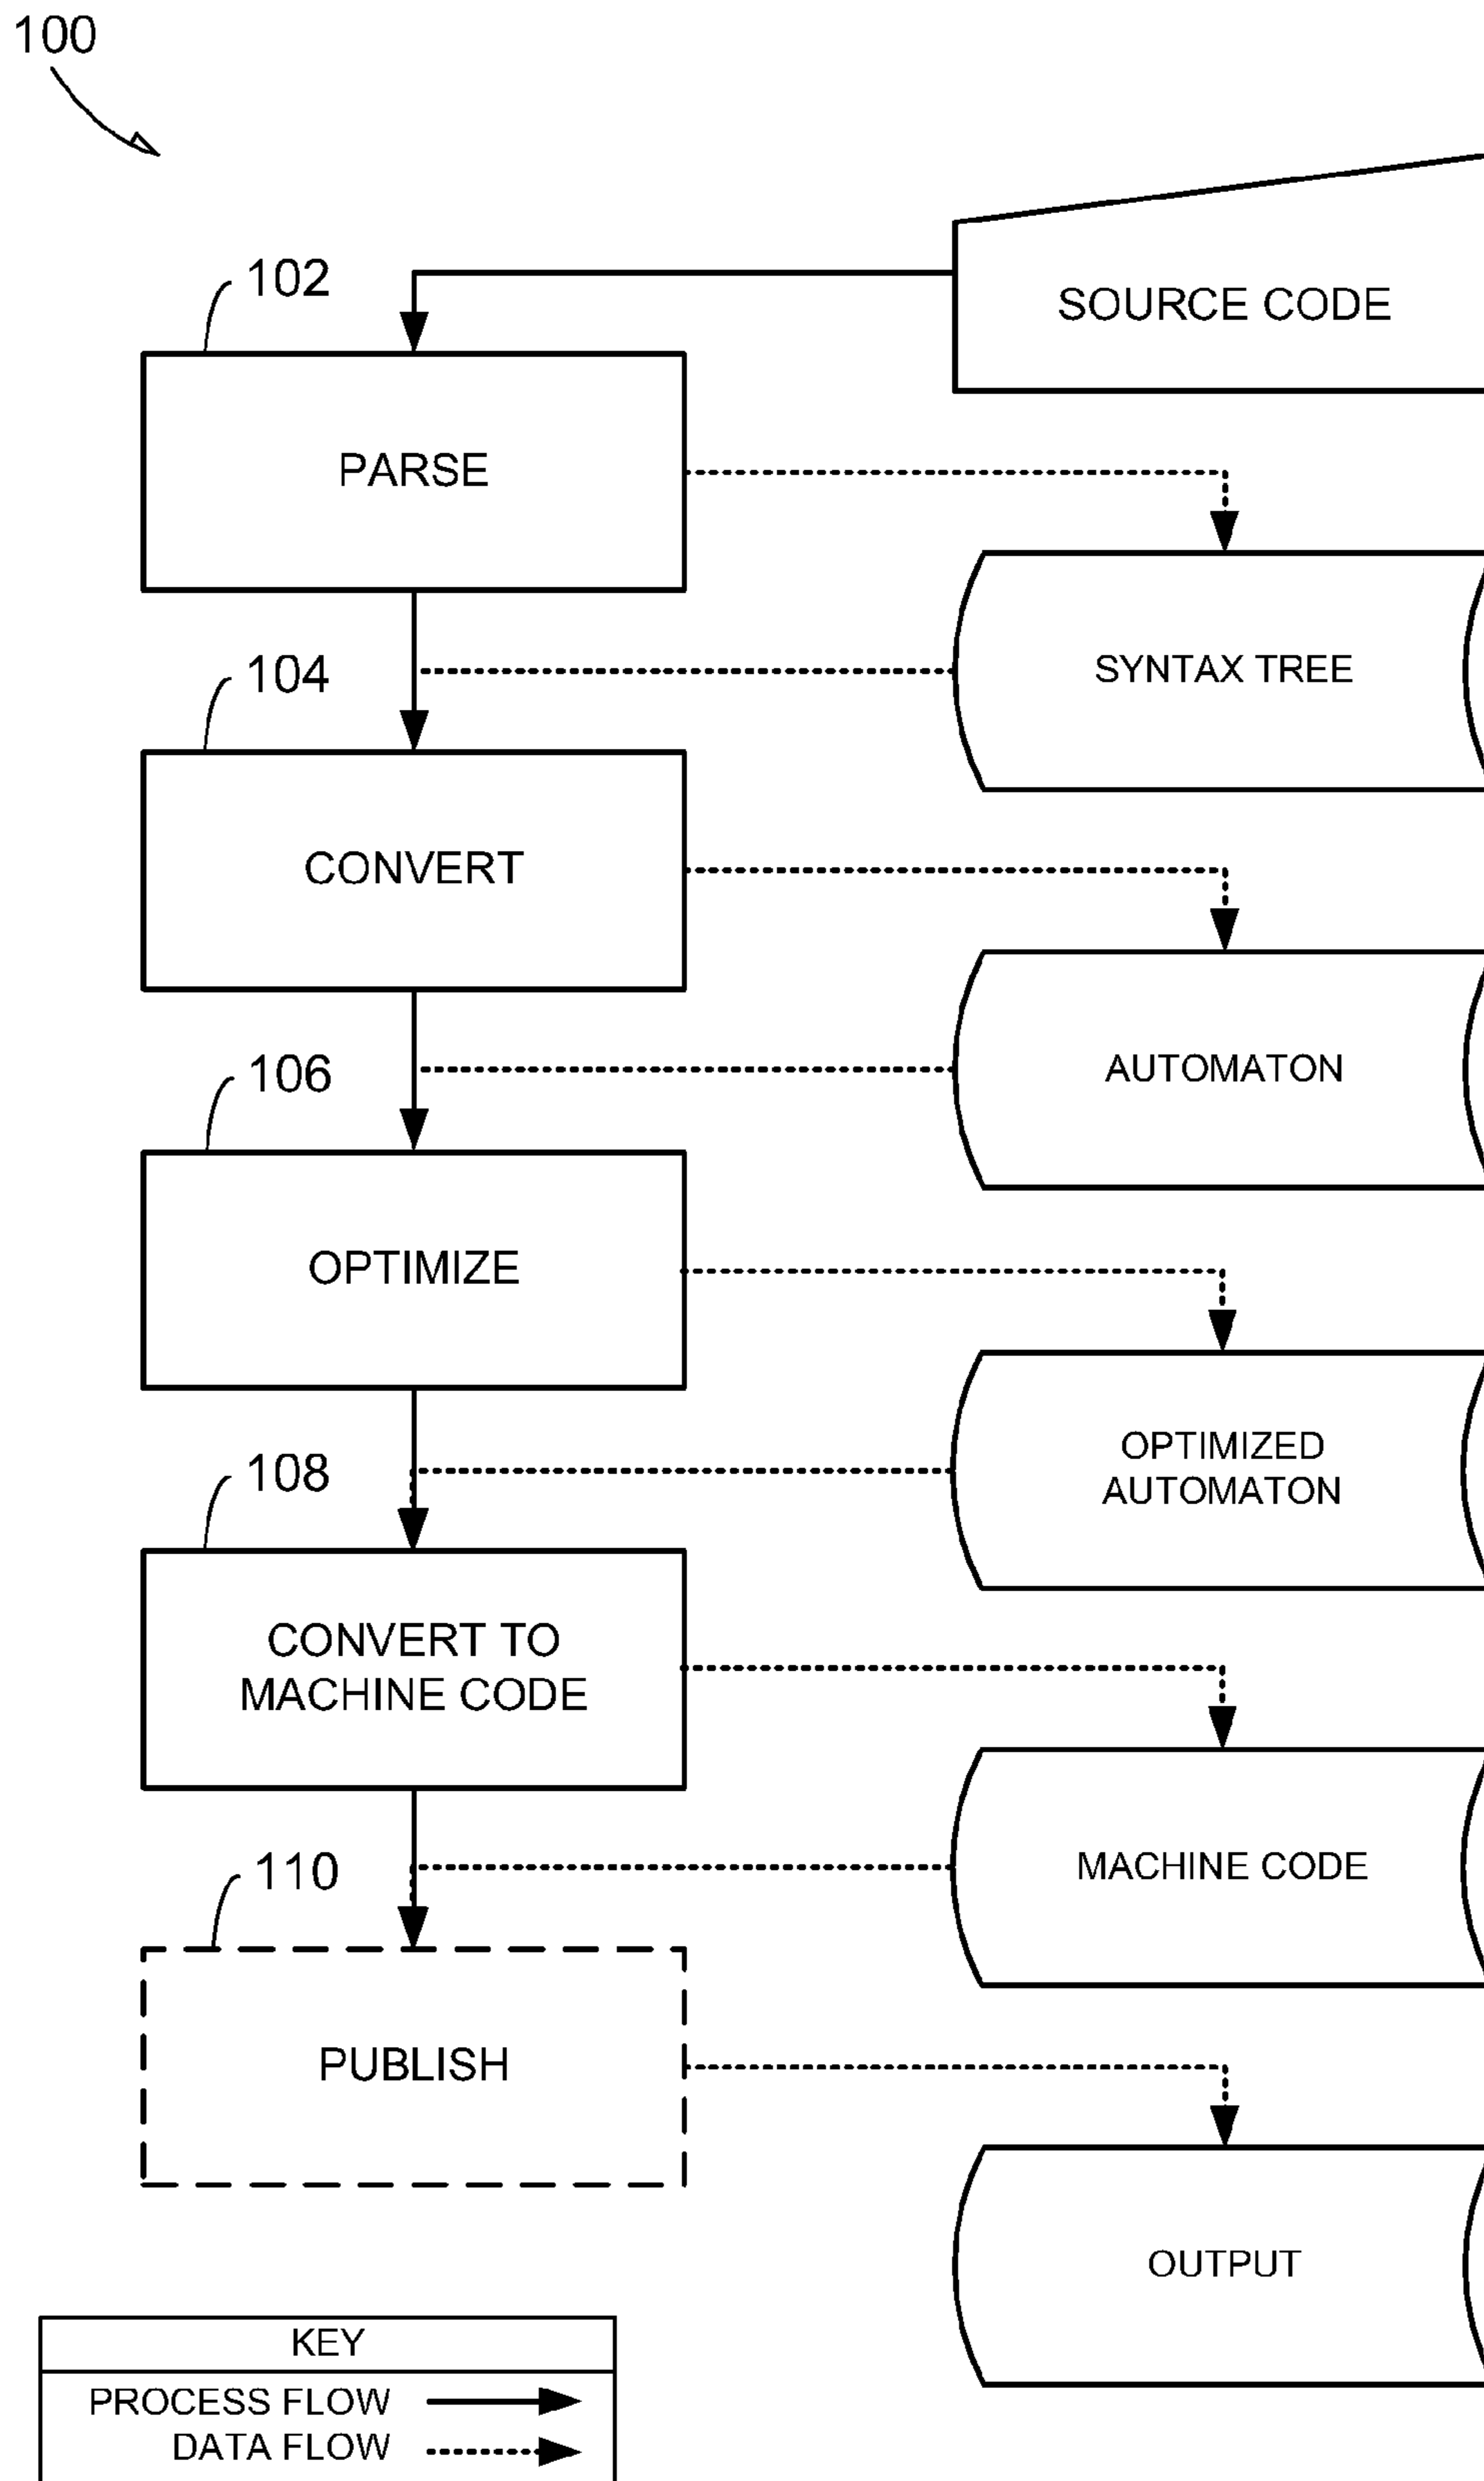 100
102
SOURCE CODE
PARSE
104
SYNTAX TREE
CONVERT
106
AUTOMATON
OPTIMIZE
108
OPTIMIZED
AUTOMATON
CONVERT TO
MACHINE CODE
110
MACHINE CODE
PUBLISH
OUTPUT
KEY
PROCESS FLOW
DATA FLOW